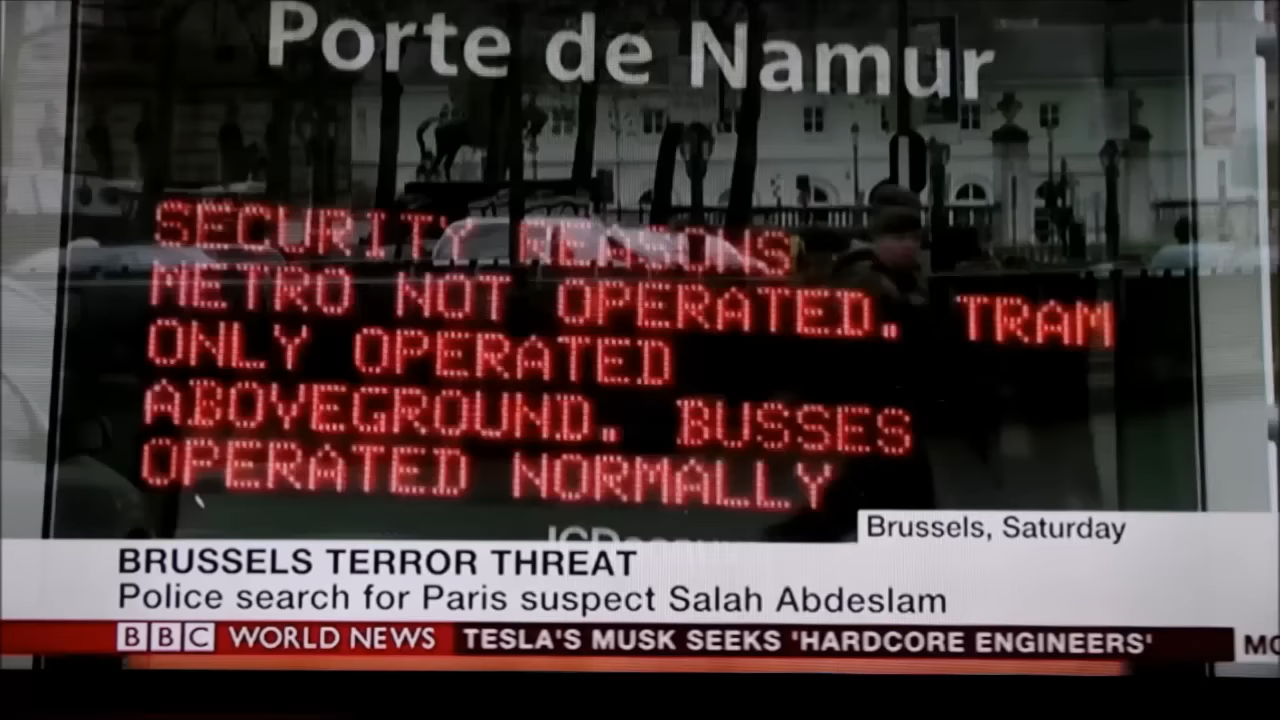 Porte de Namur
SECURITY REASONS
METRO NOT OPERATED. TRAM
ONLY OPERATED
ABOVEGROUND. BUSSES
OPERATED NORMALLY
Brussels, Saturday
BRUSSELS TERROR THREAT
Police search for Paris suspect Salah Abdeslam
BBC WORLD NEWS TESLA'S MUSK SEEKS 'HARDCORE ENGINEERS'